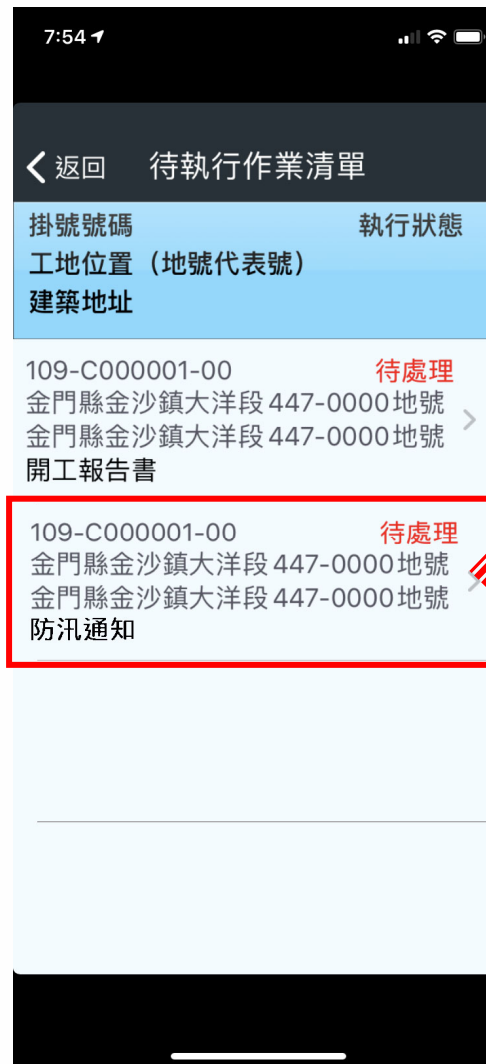 7:54
返回 待執行作業清單
掛號號碼 執行狀態
工地位置（地號代表號）
建築地址
109-C000001-00 待處理
金門縣金沙鎮大洋段447-0000地號
金門縣金沙鎮大洋段447-0000地號
開工報告書
109-C000001-00 待處理
金門縣金沙鎮大洋段447-0000地號
金門縣金沙鎮大洋段447-0000地號
防汛通知